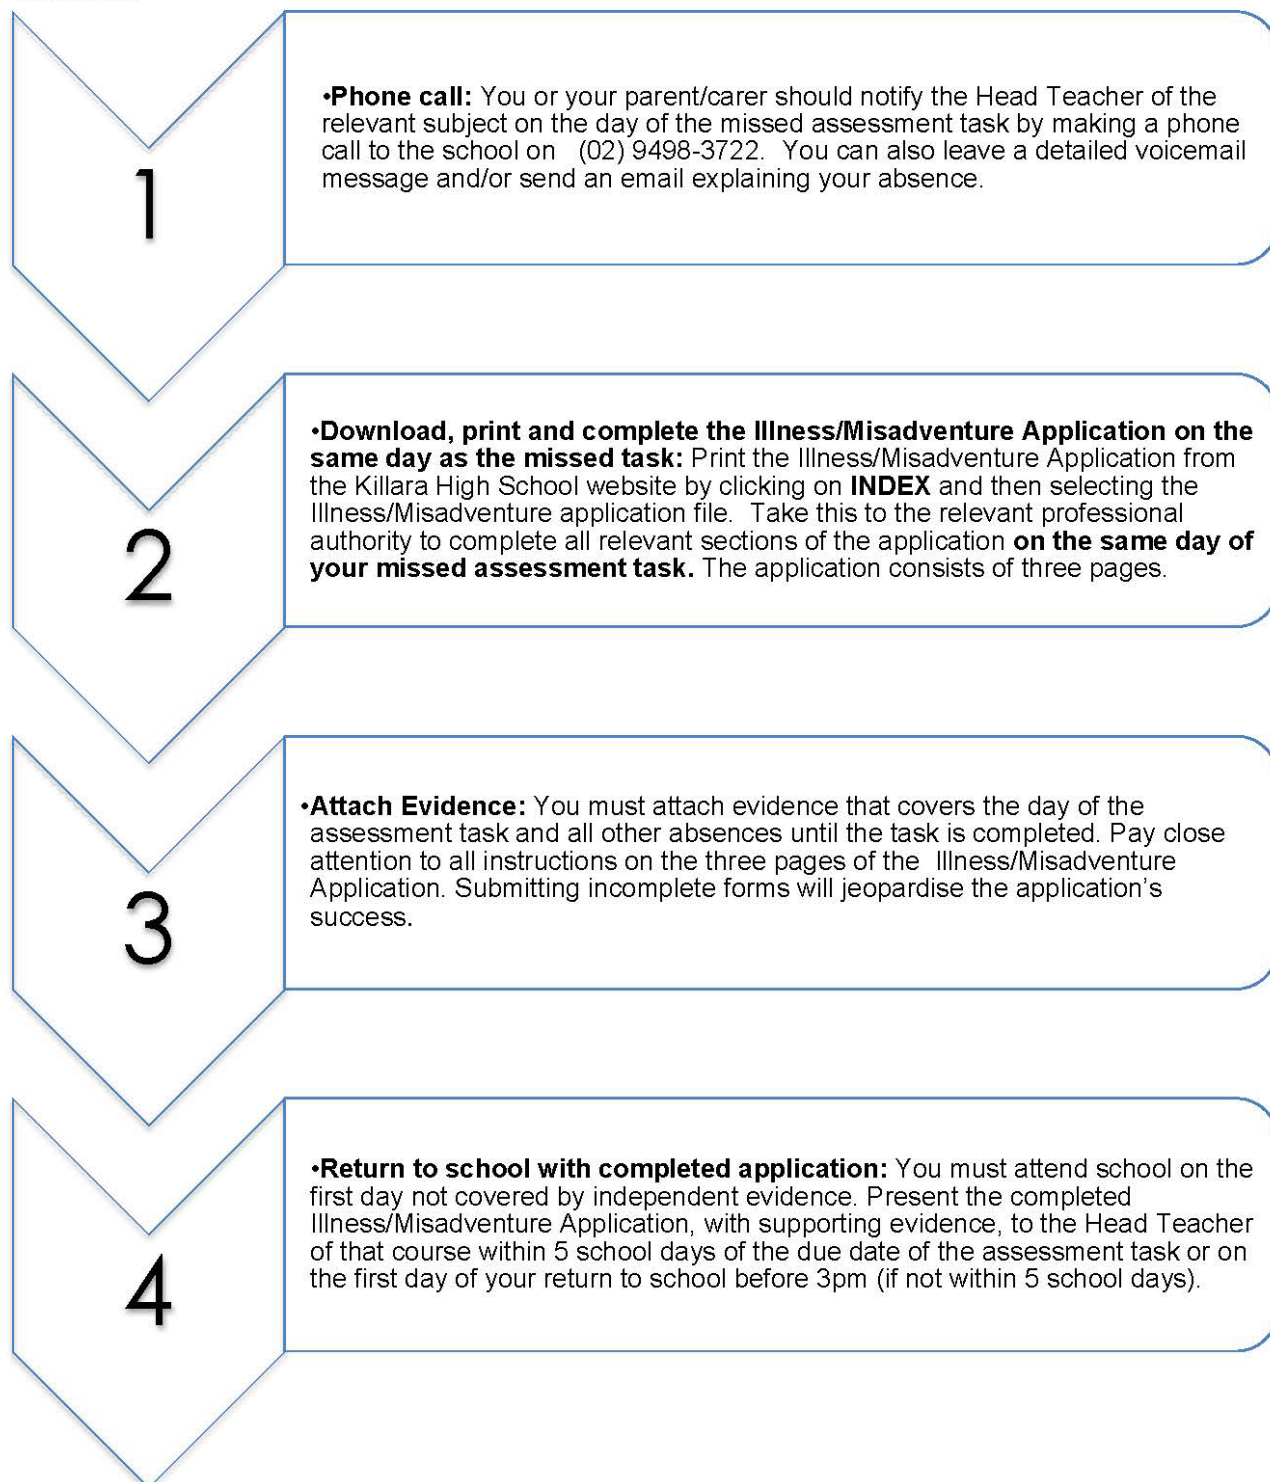 1
•Phone call: You or your parent/carer should notify the Head Teacher of the
relevant subject on the day of the missed assessment task by making a phone
call to the school on (02) 9498-3722. You can also leave a detailed voicemail
message and/or send an email explaining your absence.
2
•Download, print and complete the Illness/Misadventure Application on the
same day as the missed task: Print the Illness/Misadventure Application from
the Killara High School website by clicking on INDEX and then selecting the
Illness/Misadventure application file. Take this to the relevant professional
authority to complete all relevant sections of the application on the same day of
your missed assessment task. The application consists of three pages.
3
•Attach Evidence: You must attach evidence that covers the day of the
assessment task and all other absences until the task is completed. Pay close
attention to all instructions on the three pages of the Illness/Misadventure
Application. Submitting incomplete forms will jeopardise the application's
success.
4
•Return to school with completed application: You must attend school on the
first day not covered by independent evidence. Present the completed
Illness/Misadventure Application, with supporting evidence, to the Head Teacher
of that course within 5 school days of the due date of the assessment task or on
the first day of your return to school before 3pm (if not within 5 school days).